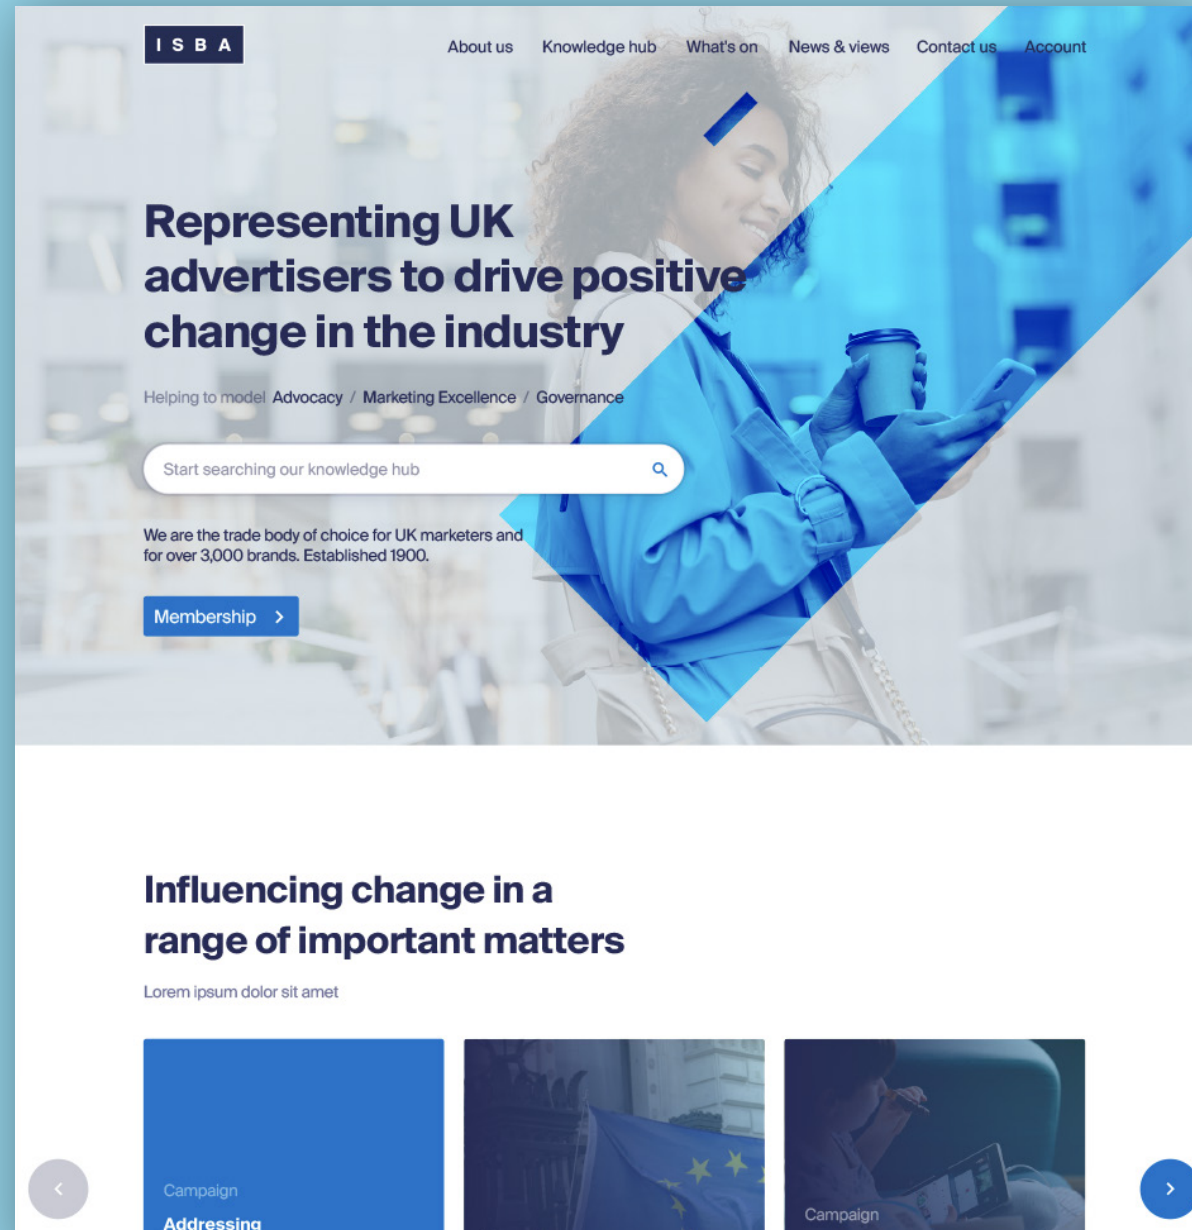 ISBA
About us Knowledge hub What's on News & views Contact us Account
Representing UK
advertisers to drive positive
change in the industry
Helping to model Advocacy / Marketing Excellence / Governance
Start searching our knowledge hub
We are the trade body of choice for UK marketers and
for over 3,000 brands. Established 1900.
Membership
Influencing change in a
range of important matters
Lorem ipsum dolor sit amet
Campaign
Addressing
Campaign